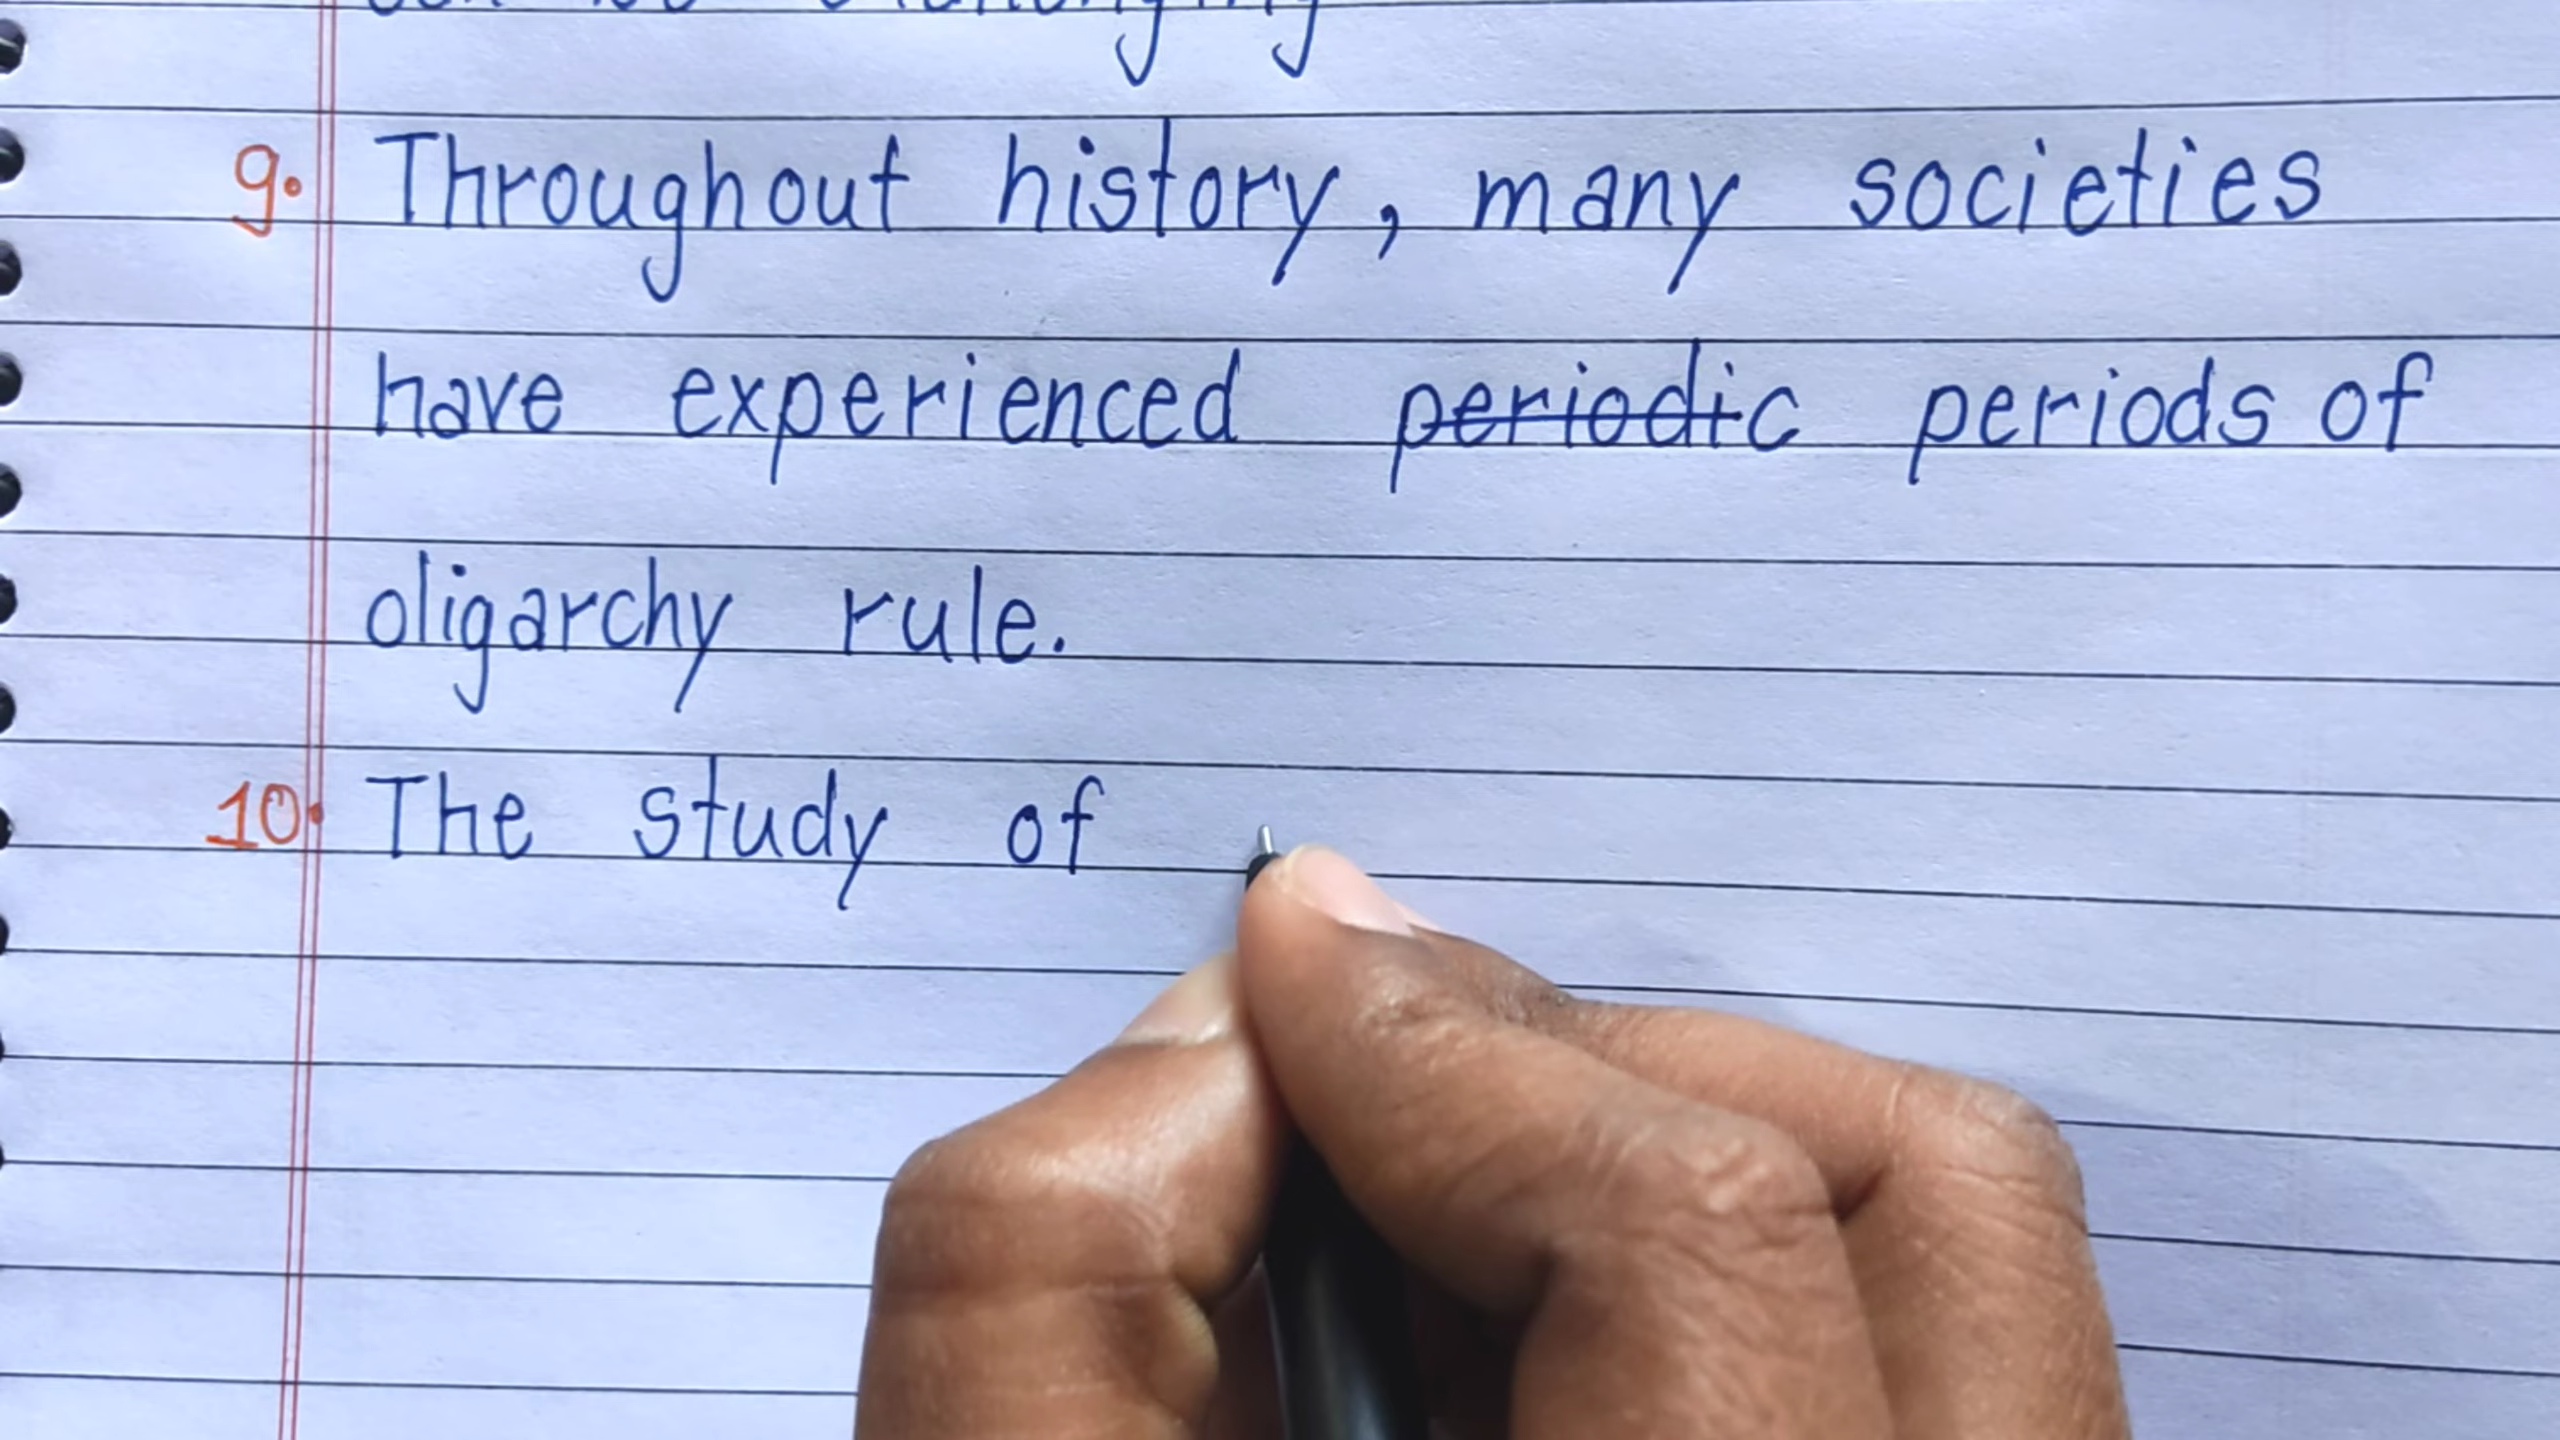 9. Throughout history, many societies
have experienced periodic periods of
oligarchy rule.
10. The study of